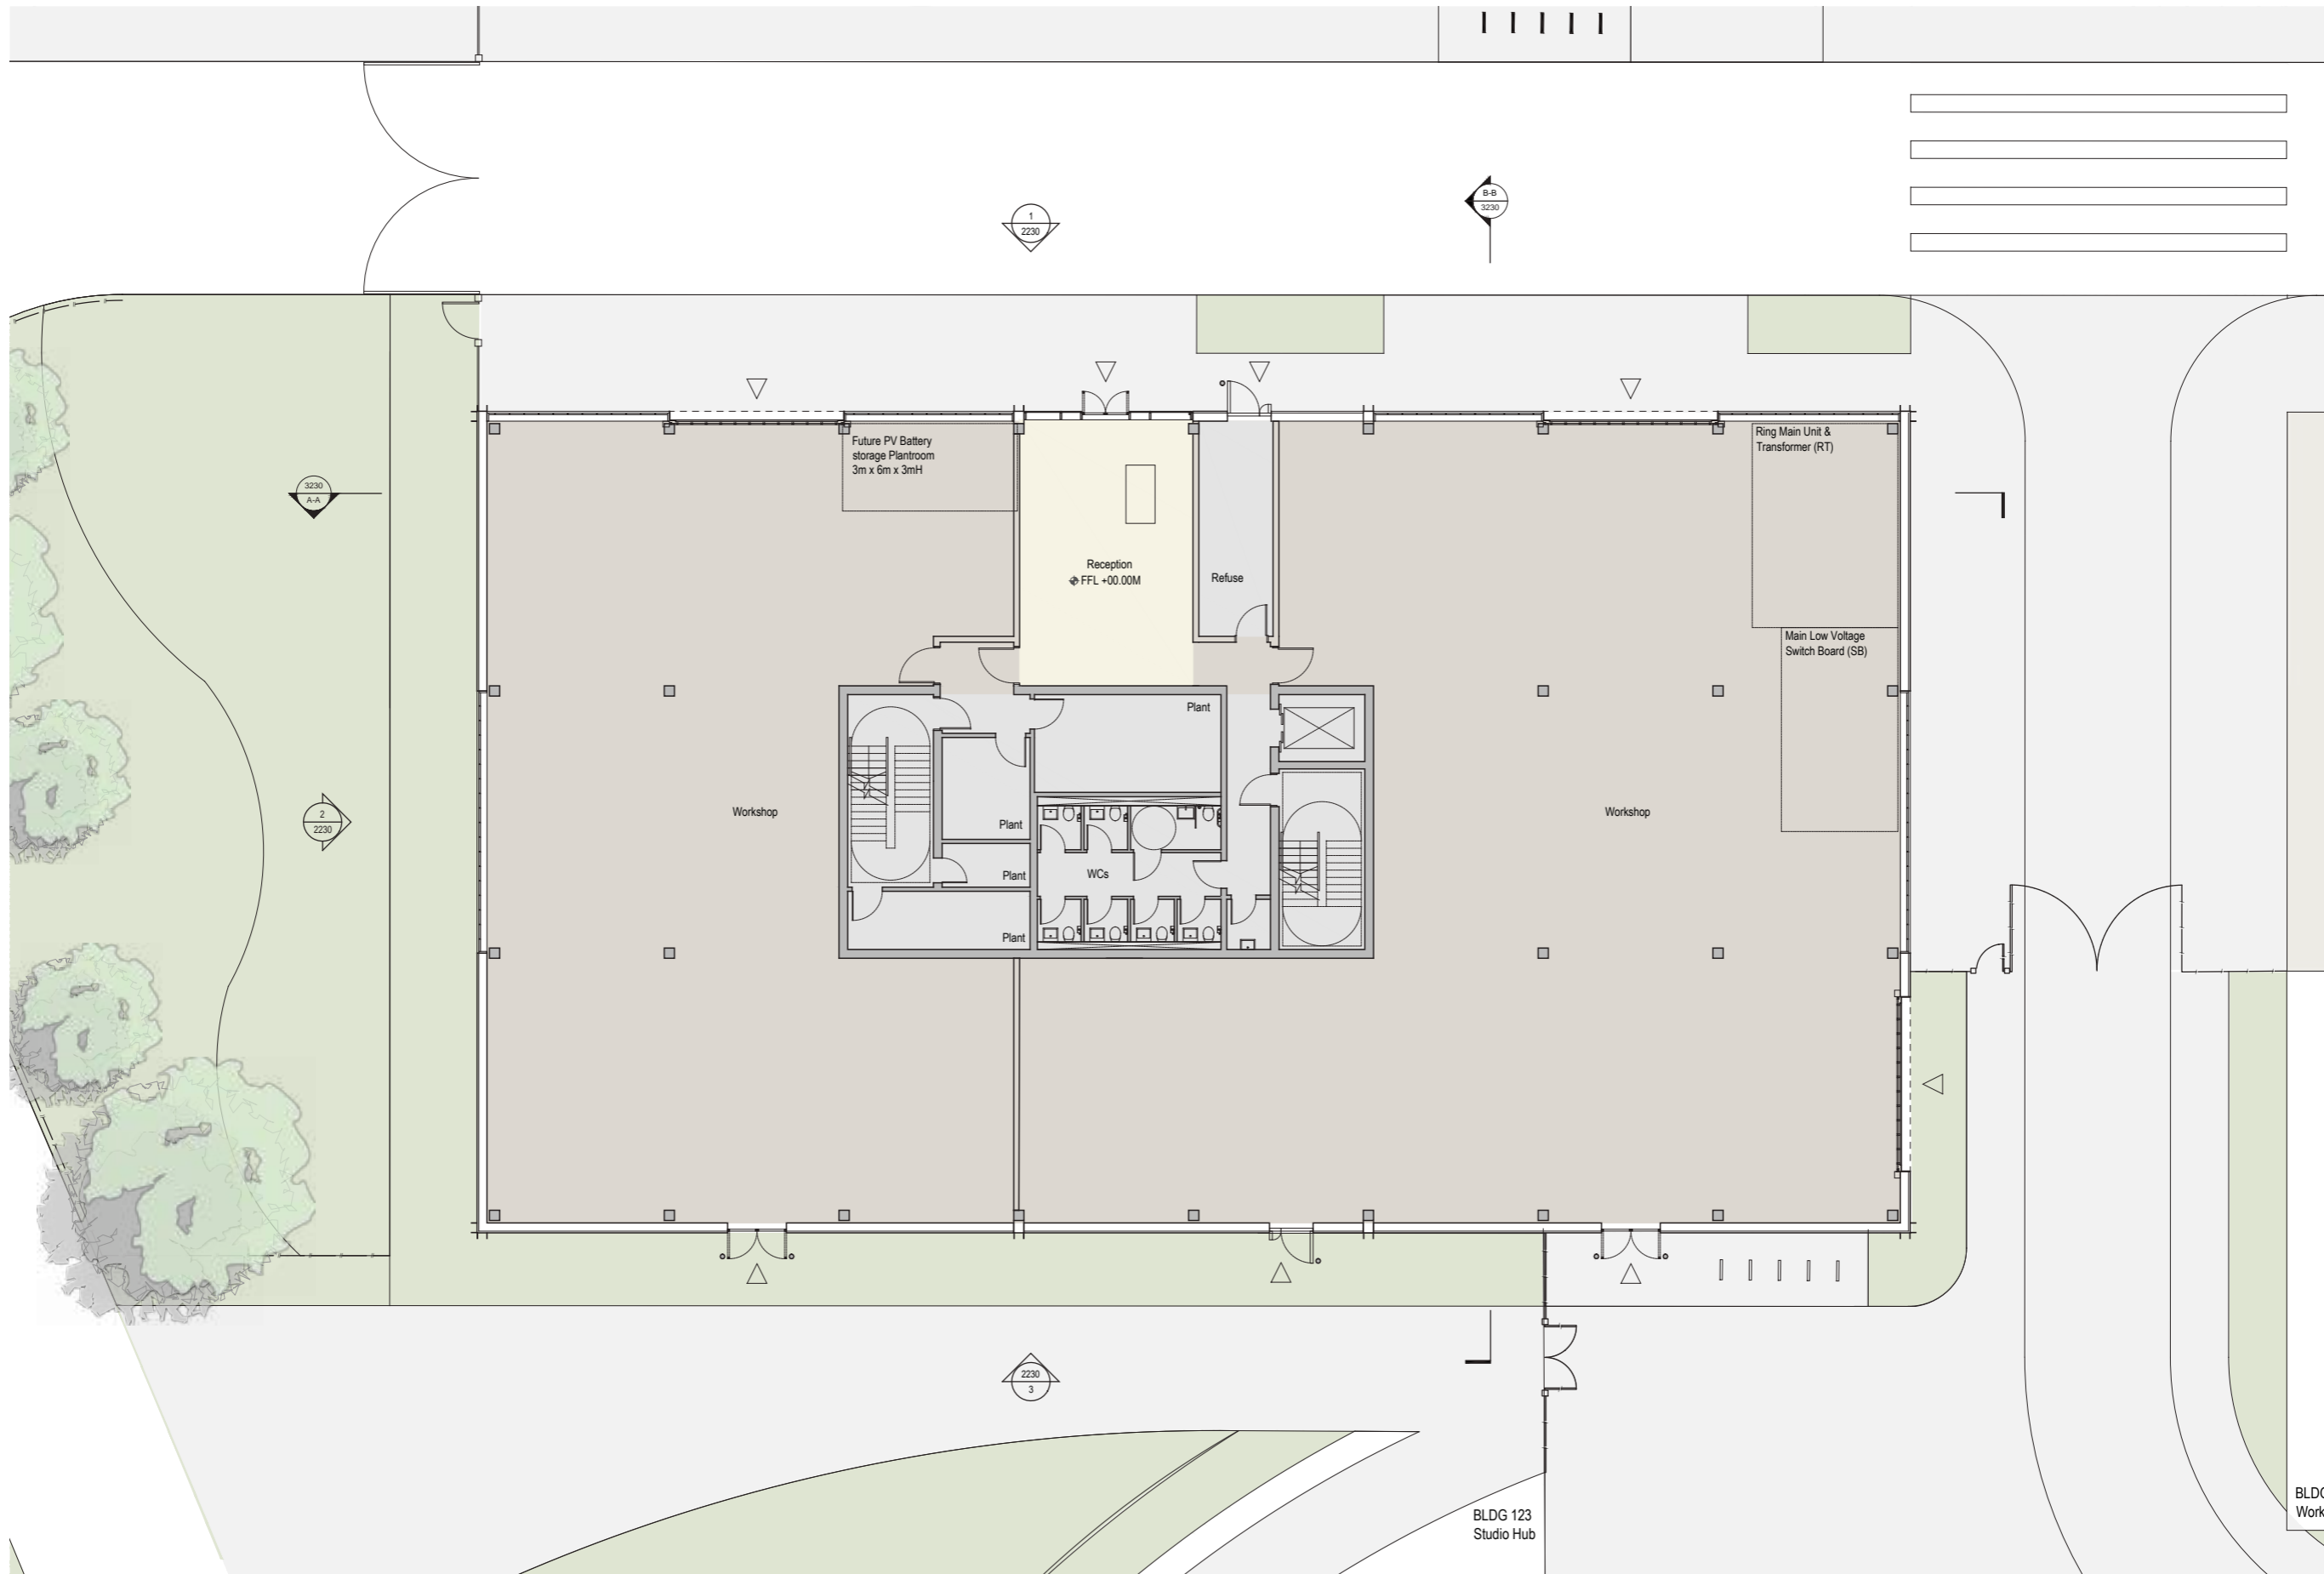 1
2230
B-B
3230
Future PV Battery
storage Plantroom
3m x 6m x 3mH
Ring Main Unit &
Transformer (RT)
3230
A-A
Reception
FFL +00.00M
Refuse
Main Low Voltage
Switch Board (SB)
Plant
2
2230
Workshop
Plant
Workshop
WCs
Plant
Plant
2230
3
BLDG 123
Studio Hub
BLDG
Work